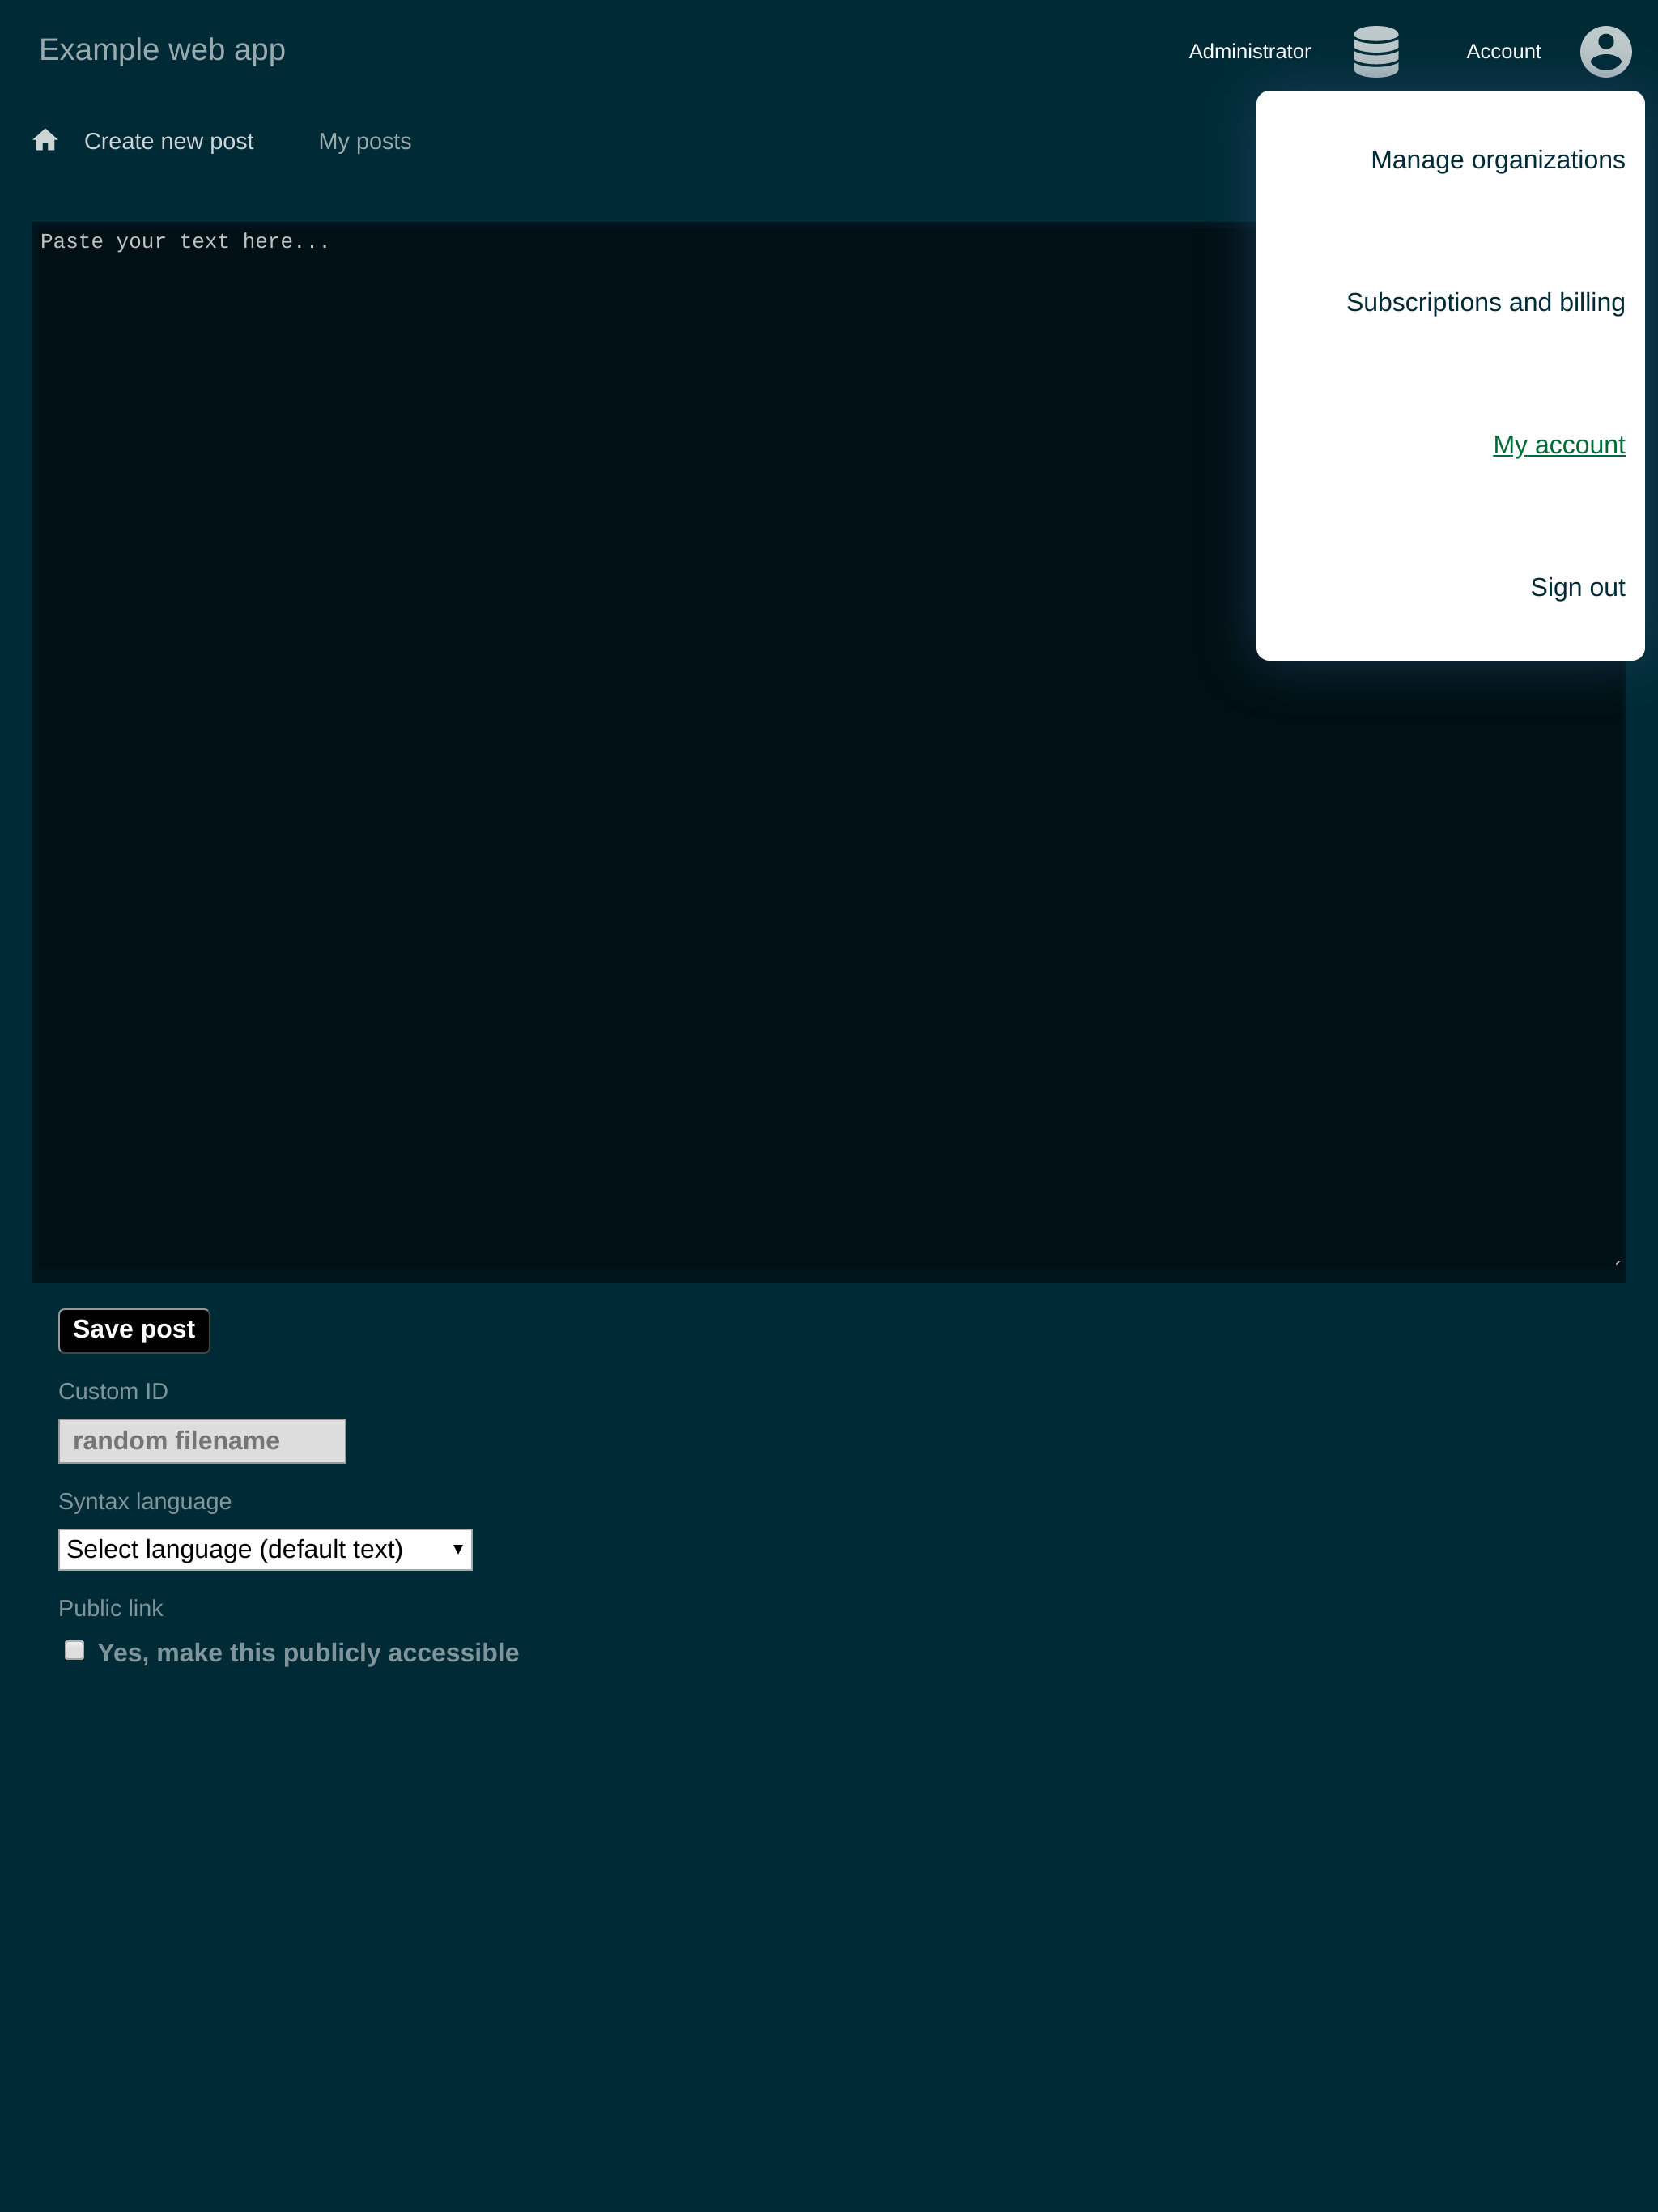 Example web app
Administrator
Account
Create new post
My posts
Manage organizations
Subscriptions and billing
My account
Sign out
Paste your text here...
Save post
Custom ID
random filename
Syntax language
Select language (default text)
Public link
Yes, make this publicly accessible